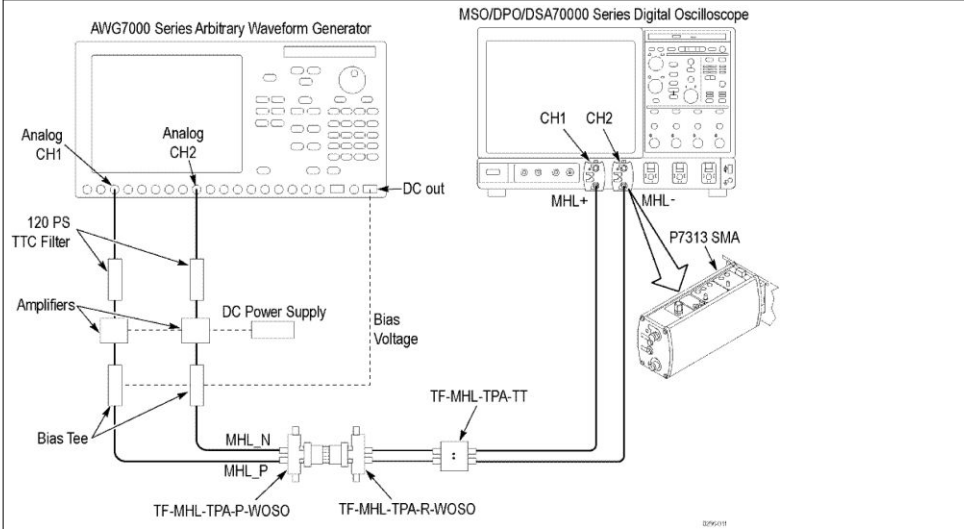 MSO/DPO/DSA70000 Series Digital Oscilloscope
AWG7000 Series Arbitrary Waveform Generator
Analog
CH1
Analog
CH2
DC out
CH1
CH2
MHL+
MHL-
P7313 SMA
120 PS
TTC Filter
Amplifiers
DC Power Supply
Bias
Voltage
Bias Tee
TF-MHL-TPA-TT
MHL_N
MHL_P
TF-MHL-TPA-P-WOSO
TF-MHL-TPA-R-WOSO